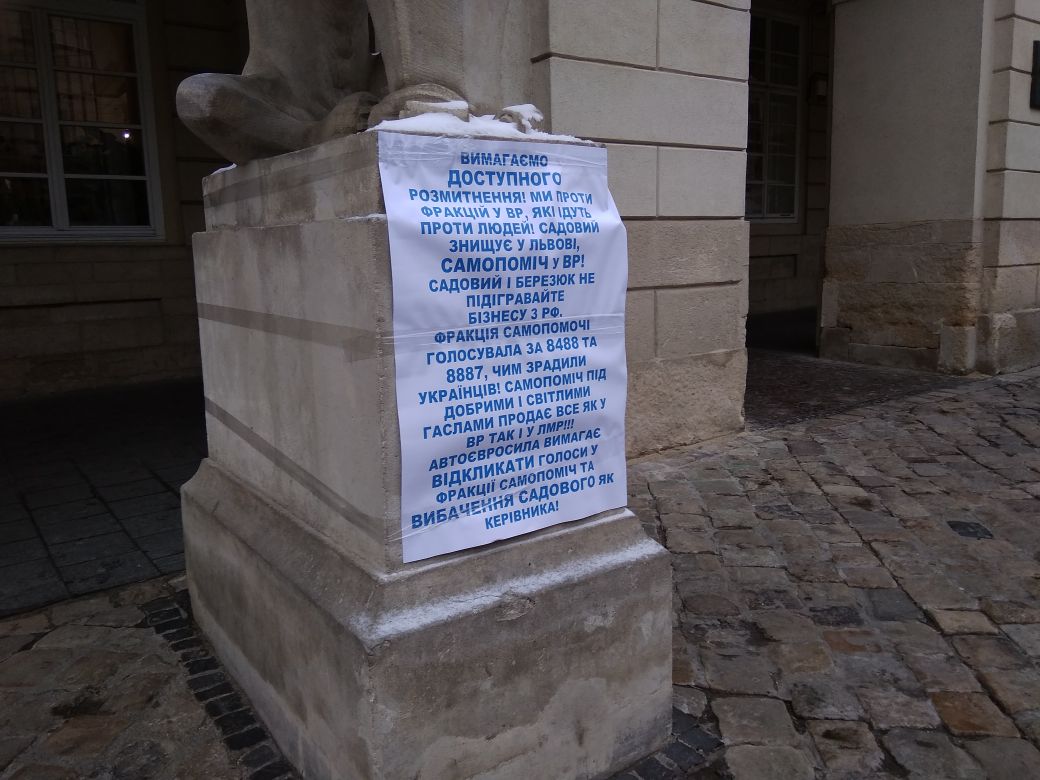 ВИМАГАЄМО
ДОСТУПНОГО
РОЗМИТНЕННЯ! МИ ПРОТИ
ФРАКЦІЙ У ВР, ЯКІ ІДУТЬ
ПРОТИ ЛЮДЕЙ! САДОВИЙ
ЗНИЩУЄ У ЛЬВОВІ,
САМОПОМІЧ У ВР!
САДОВИЙ І БЕРЕЗЮК НЕ
ПІДІГРАВАЙТЕ
БІЗНЕСУ З РФ.
ФРАКЦІЯ САМОПОМОЧІ
ГОЛОСУВАЛА ЗА 8488 ТА
8887, ЧИМ ЗРАДИЛИ
УКРАЇНЦІВ! САМОПОМІЧ ПІД
ДОБРИМИ І СВІТЛИМИ
ГАСЛАМИ ПРОДАЄ ВСЕ ЯК У
ВР ТАК І У ЛМР!!!
АВТОЄВРОСИЛА ВИМАГАЄ
ВІДКЛИКАТИ ГОЛОСИ У
ФРАКЦІЇ САМОПОМІЧ ТА
ВИБАЧЕННЯ САДОВОГО ЯК
КЕРІВНИКА!